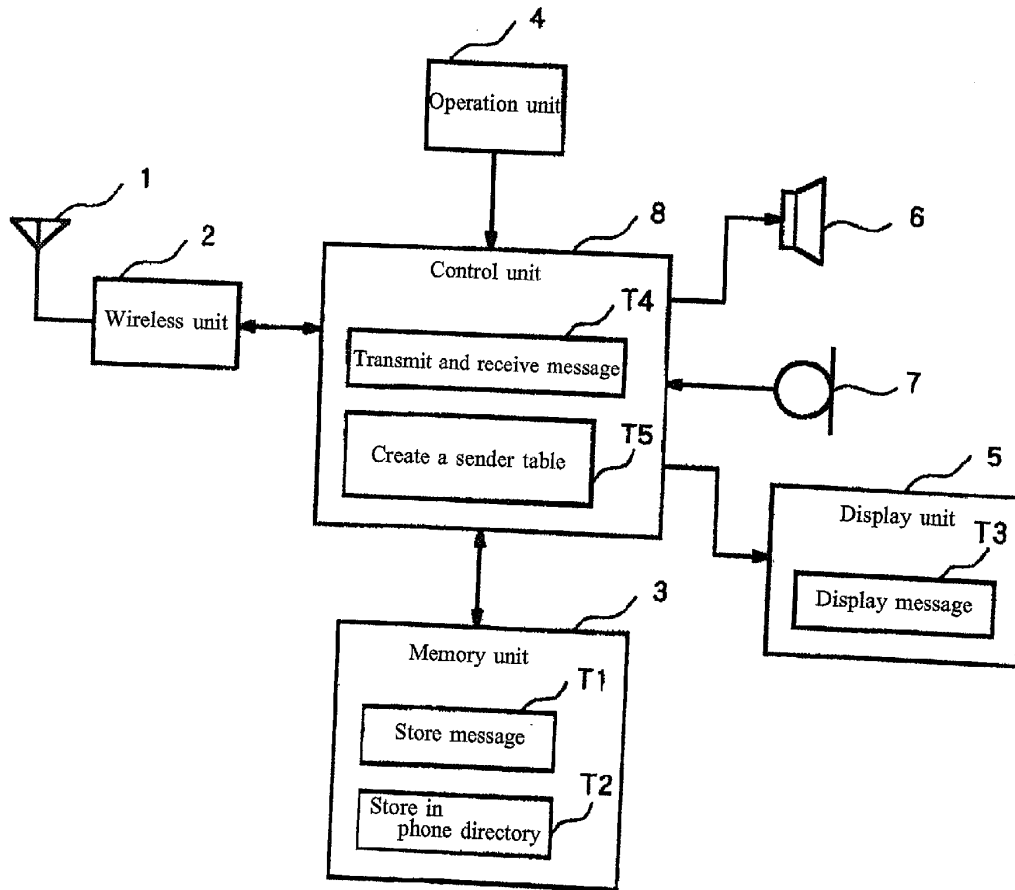 4
Operation unit
1
2
Wireless unit
8
Control unit
T4
Transmit and receive message
T5
Create a sender table
6
7
5
Display unit
T3
Display message
3
Memory unit
T1
Store message
T2
Store in
phone directory